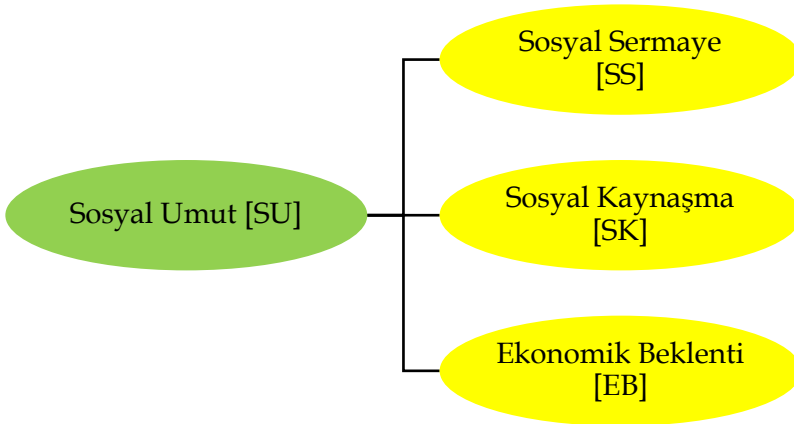 Sosyal Sermaye
[SS]
Sosyal Umut [SU]
Sosyal Kaynaşma
[SK]
Ekonomik Beklenti
[EB]